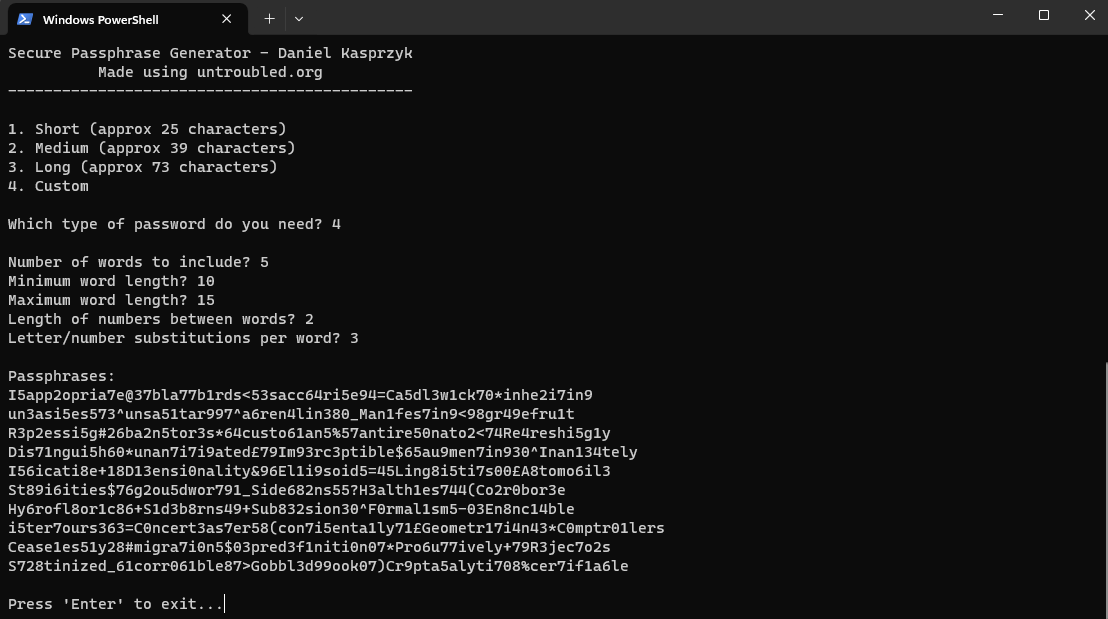 Windows PowerShell
Secure Passphrase Generator - Daniel Kasprzyk
Made using untroubled.org
---------------------------------------------
1. Short (approx 25 characters)
2. Medium (approx 39 characters)
3. Long (approx 73 characters)
4. Custom
Which type of password do you need? 4
Number of words to include? 5
Minimum word length? 10
Maximum word length? 15
Length of numbers between words? 2
Letter/number substitutions per word? 3
Passphrases:
I5app2opria7e@37bla77b1rds<53sacc64ri5e94=Ca5dl3w1ck70*inhe2i7in9
un3asi5es573^unsa51tar997^a6ren4lin380_Man1fes7in9<98gr49efru1t
R3p2essi5g#26ba2n5tor3s*64custo61an5%57antire50nato2<74Re4reshi5g1y
Dis71ngui5h60*unan7i7i9ated£79Im93rc3ptible$65au9men7in930^Inan134tely
I56icati8e+18D13ensi0nality&96El1i9soid5=45Ling8i5ti7s00£A8tomo6il3
St89i6ities$76g2ou5dwor791_Side682ns55?H3alth1es744(Co2r0bor3e
Hy6rofl8or1c86+S1d3b8rns49+Sub832sion30^F0rmal1sm5-03En8nc14ble
i5ter7ours363=C0ncert3as7er58(con7i5enta1ly71£Geometr17i4n43*C0mptr01lers
Cease1es51y28#migra7i0n5$03pred3f1niti0n07*Pro6u77ively+79R3jec7o2s
S728tinized_61corr061ble87>Gobbl3d99ook07)Cr9pta5alyti708%cer7if1a6le
Press 'Enter' to exit...